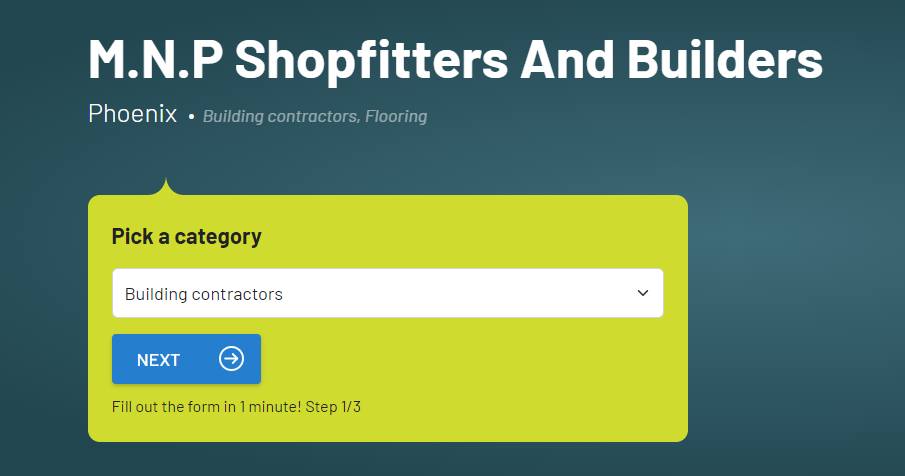 M.N.P Shopfitters And Builders
Phoenix • Building contractors, Flooring
Pick a category
Building contractors
NEXT
Fill out the form in 1 minute! Step 1/3